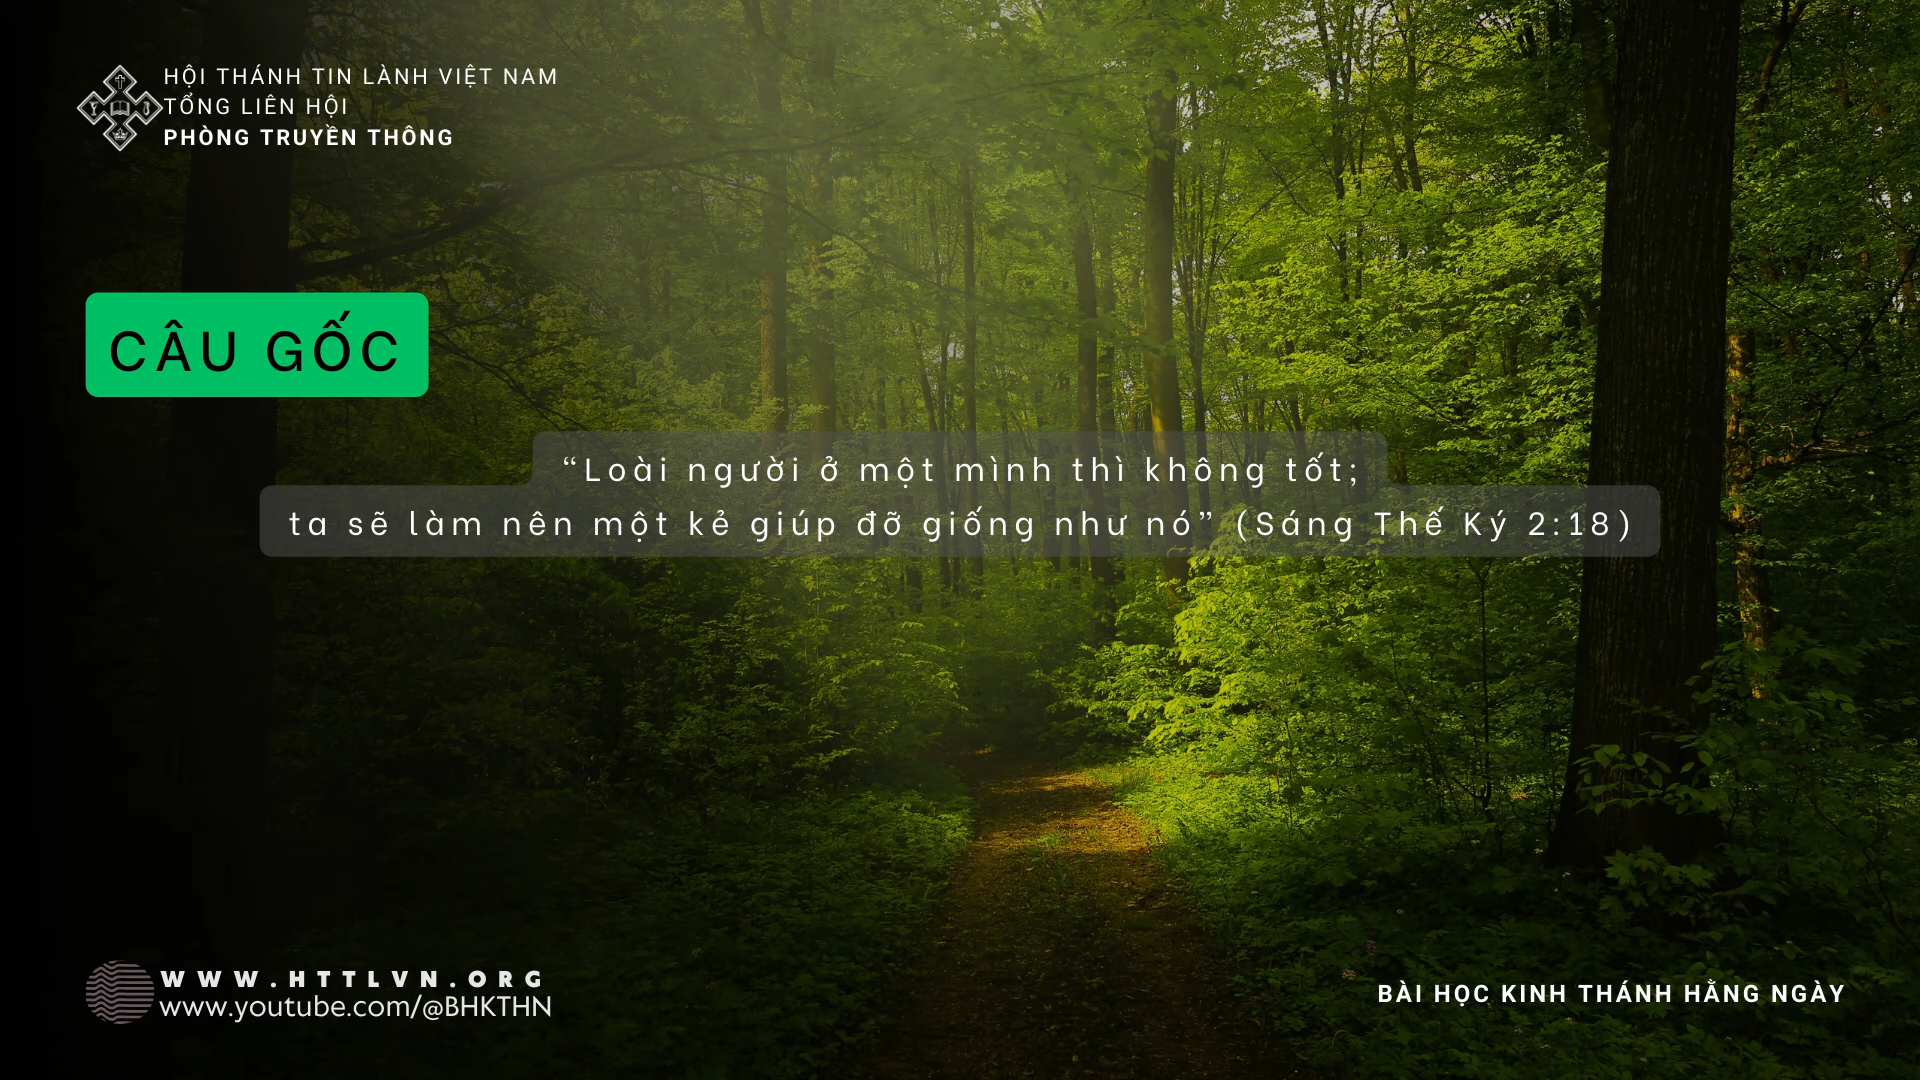 HỘI THÁNH TIN LÀNH VIỆT NAM
TỔNG LIÊN HỘI
PHÒNG TRUYỀN THÔNG
CÂU GỐC
“Loài người ở một mình thì không tốt;
ta sẽ làm nên một kẻ giúp đỡ giống như nó” (Sáng Thế Ký 2:18)
WWW.HTTLVN.ORG
www.youtube.com/@BHKTHN
BÀI HỌC KINH THÁNH HẰNG NGÀY